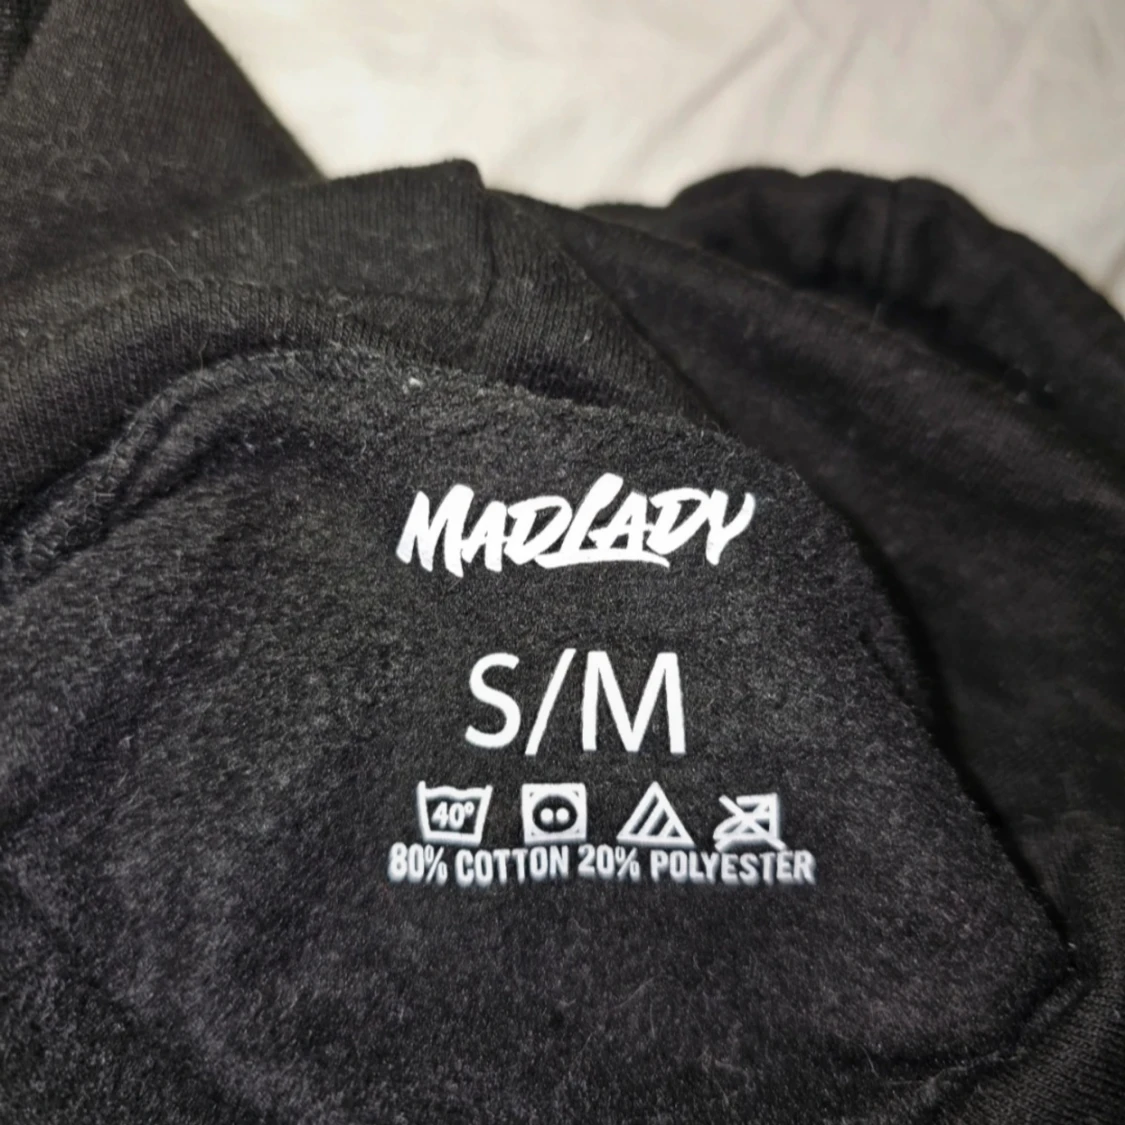 MADLADY
S/M
40°
80% COTTON 20% POLYESTER